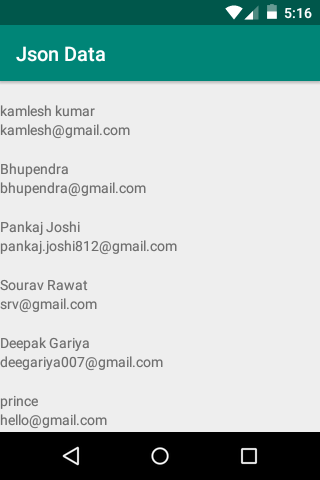 5:16
Json Data
kamlesh kumar
kamlesh@gmail.com
Bhupendra
bhupendra@gmail.com
Pankaj Joshi
pankaj.joshi812@gmail.com
Sourav Rawat
srv@gmail.com
Deepak Gariya
deegariya007@gmail.com
prince
hello@gmail.com